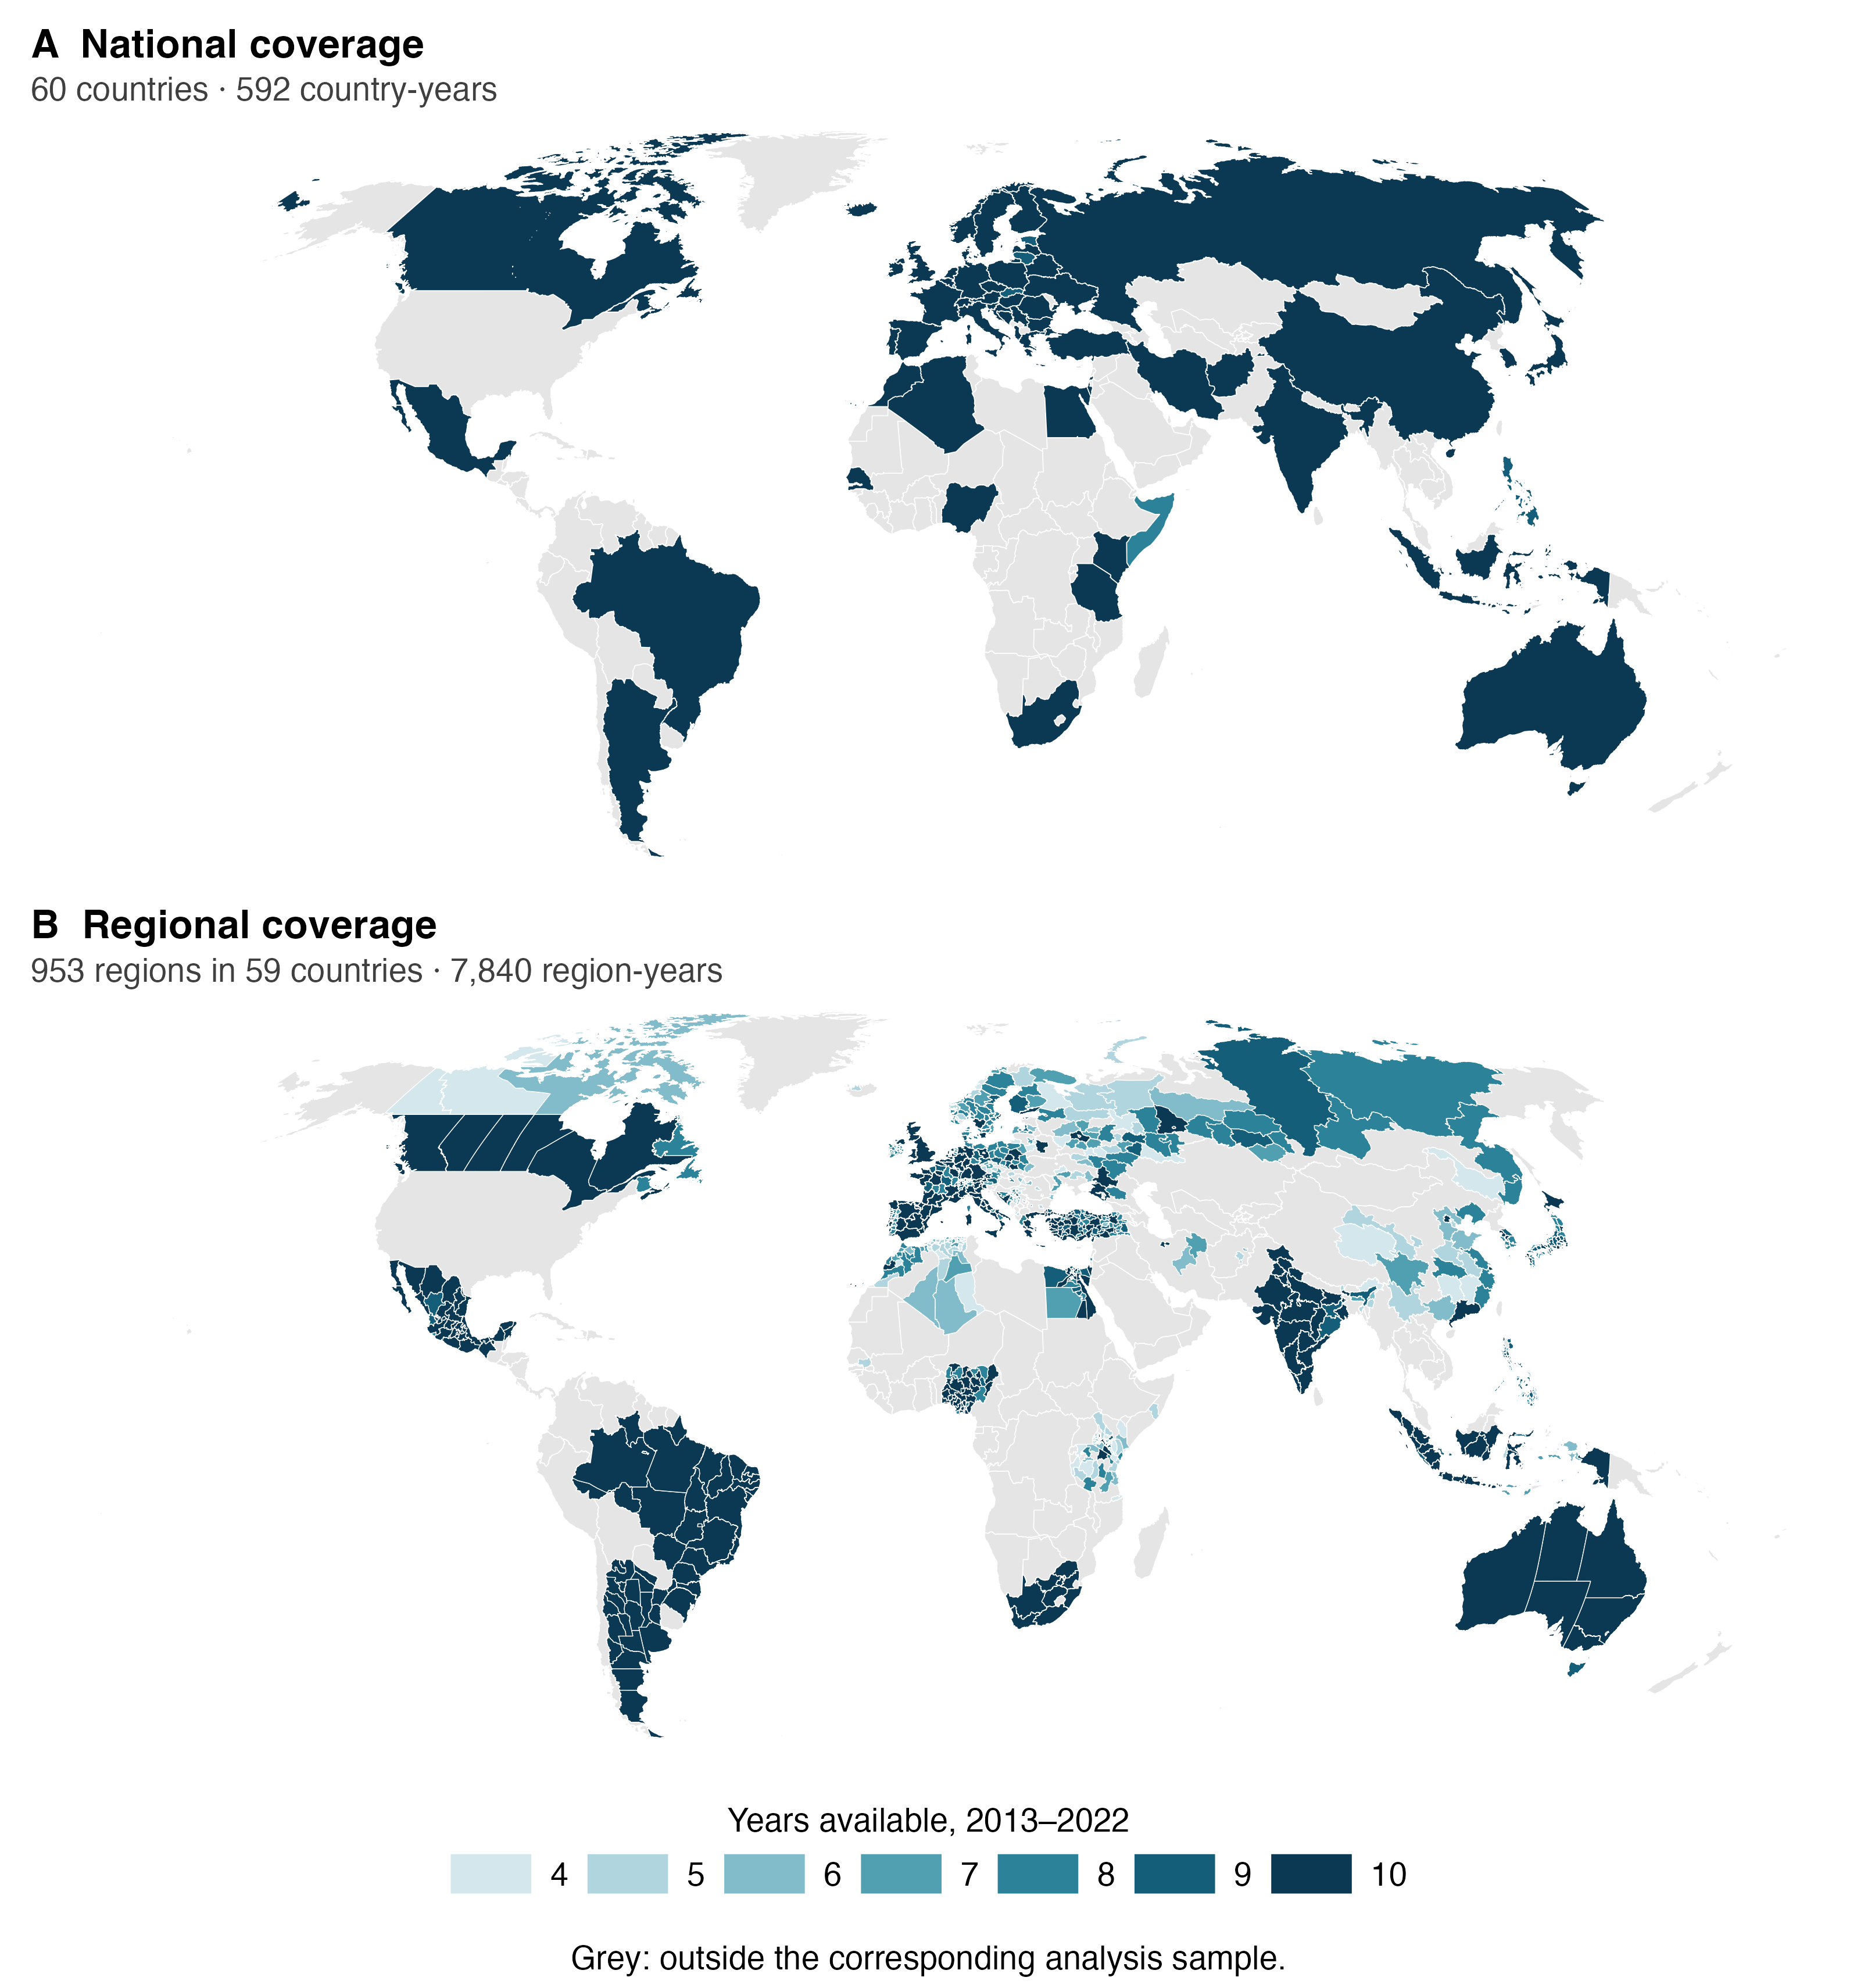 A National coverage
60 countries · 592 country-years
B Regional coverage
953 regions in 59 countries · 7,840 region-years
Years available, 2013–2022
4 5 6 7 8 9 10
Grey: outside the corresponding analysis sample.